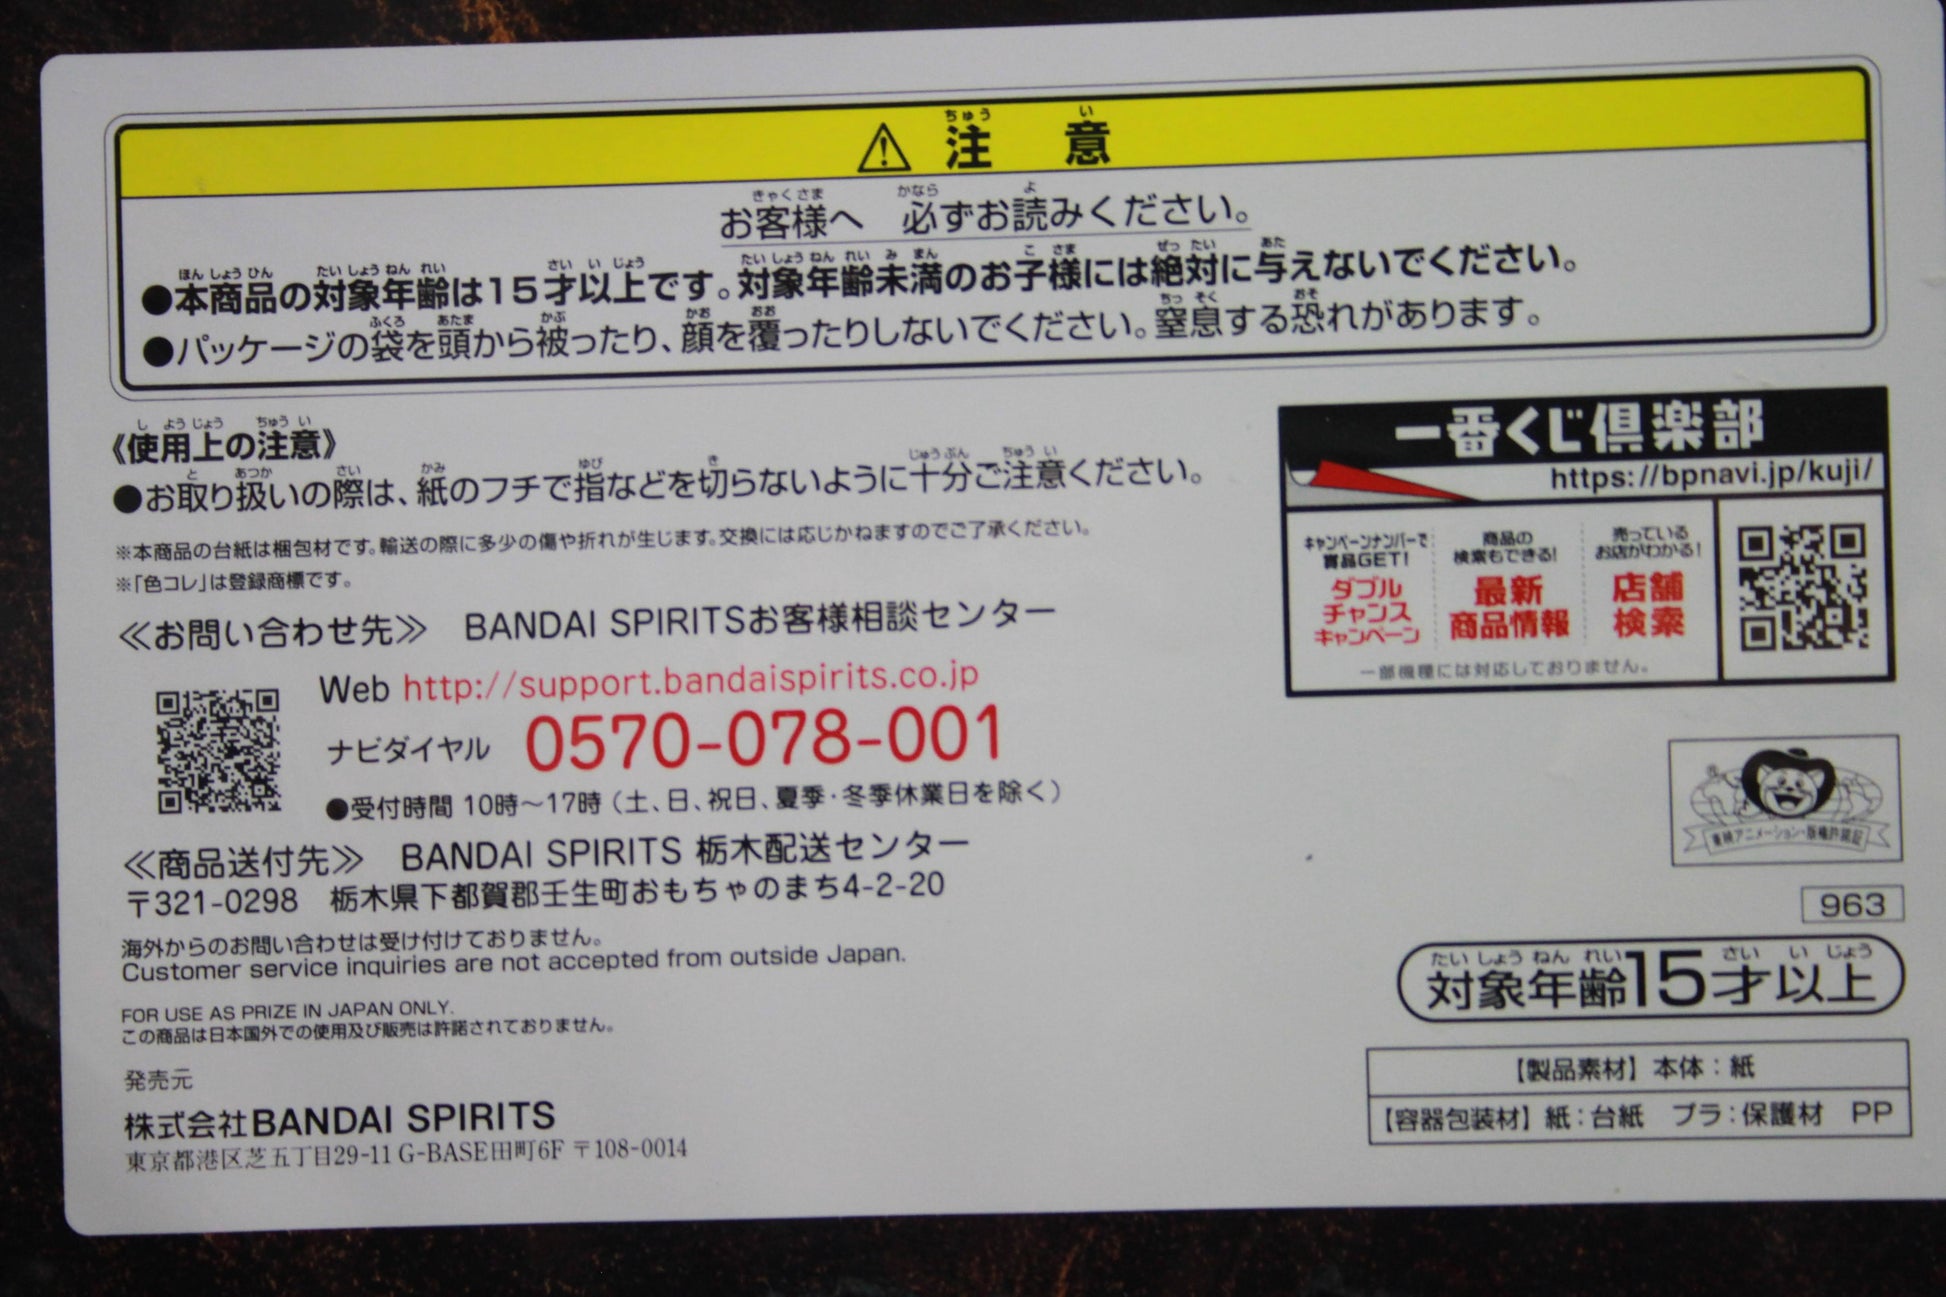 注意
お客様へ 必ずお読みください。
●本商品の対象年齢は15才以上です。対象年齢未満のお子様には絶対に与えないでください。
●パッケージの袋を頭から被ったり、顔を覆ったりしないでください。窒息する恐れがあります。
《使用上の注意》
●お取り扱いの際は、紙のフチで指などを切らないように十分ご注意ください。
※本商品の台紙は梱包材です。輸送の際に多少の傷や折れが生じます。交換には応じかねますのでご了承ください。
※「色コレ」は登録商標です。
≪お問い合わせ先≫ BANDAI SPIRITSお客様相談センター
Web http://support.bandaispirits.co.jp
ナビダイヤル 0570-078-001
●受付時間 10時〜17時（土、日、祝日、夏季・冬季休業日を除く）
≪商品送付先≫ BANDAI SPIRITS 栃木配送センター
〒321-0298 栃木県下都賀郡壬生町おもちゃのまち4-2-20
海外からのお問い合わせは受け付けておりません。
Customer service inquiries are not accepted from outside Japan.
FOR USE AS PRIZE IN JAPAN ONLY.
この商品は日本国外での使用及び販売は許諾されておりません。
発売元
株式会社BANDAI SPIRITS
東京都港区芝五丁目29-11 G-BASE田町6F 〒108-0014
一番くじ倶楽部
https://bpnavi.jp/kuji/
キャンペーンナンバーで
賞品GET!
ダブル
チャンス
キャンペーン
商品の
検索もできる!
最新
商品情報
売っている
お店がわかる!
店舗
検索
一部機種には対応しておりません。
東映アニメーション・版権許諾証
963
対象年齢15才以上
【製品素材】本体：紙
【容器包装材】紙：台紙 プラ：保護材 PP